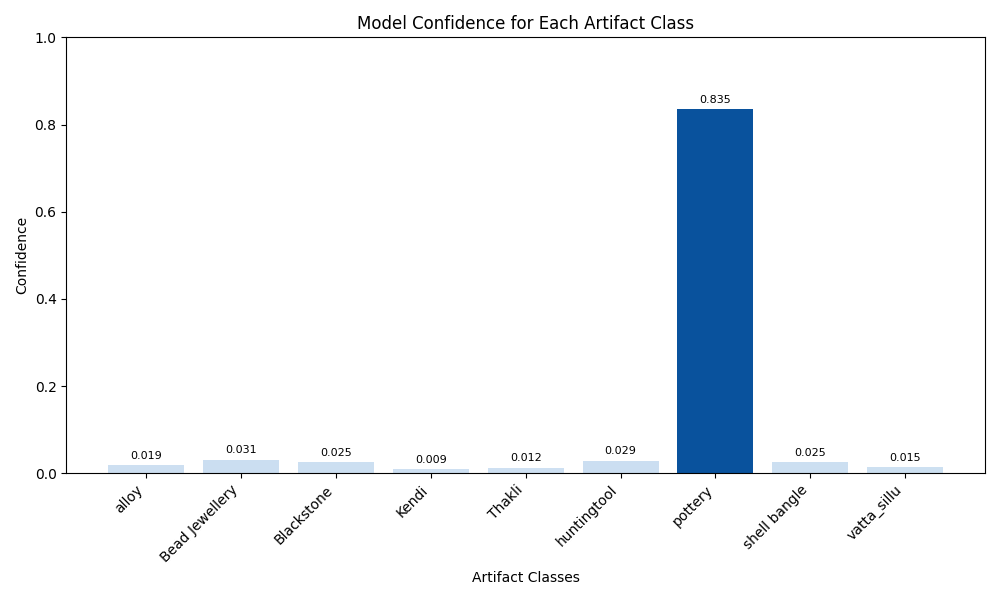 Model Confidence for Each Artifact Class
1.0
0.8
0.6
0.4
0.2
0.0
Confidence
0.019
0.031
0.025
0.009
0.012
0.029
0.835
0.025
0.015
alloy
Bead Jewellery
Blackstone
Kendi
Thakli
huntingtool
pottery
shell bangle
vatta_sillu
Artifact Classes